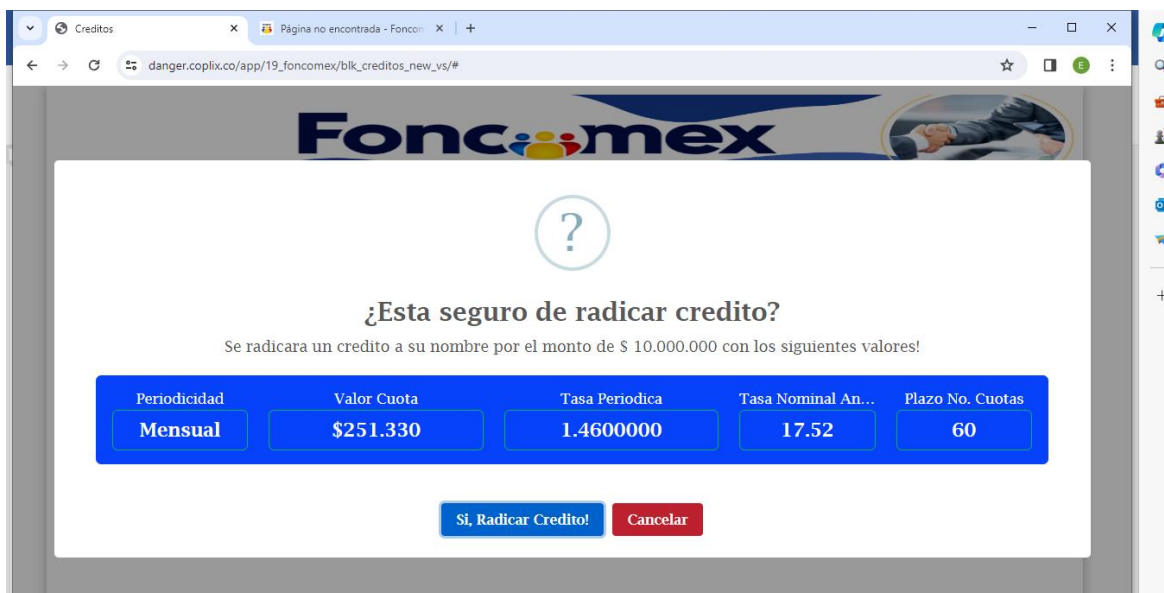 Creditos
Página no encontrada - Foncom
danger.coplix.co/app/19_foncomex/blk_creditos_new_vs/#
E
Foncomex
?
¿Esta seguro de radicar credito?
Se radicara un credito a su nombre por el monto de $ 10.000.000 con los siguientes valores!
Periodicidad Valor Cuota Tasa Periodica Tasa Nominal An... Plazo No. Cuotas
Mensual $251.330 1.4600000 17.52 60
Si, Radicar Credito! Cancelar